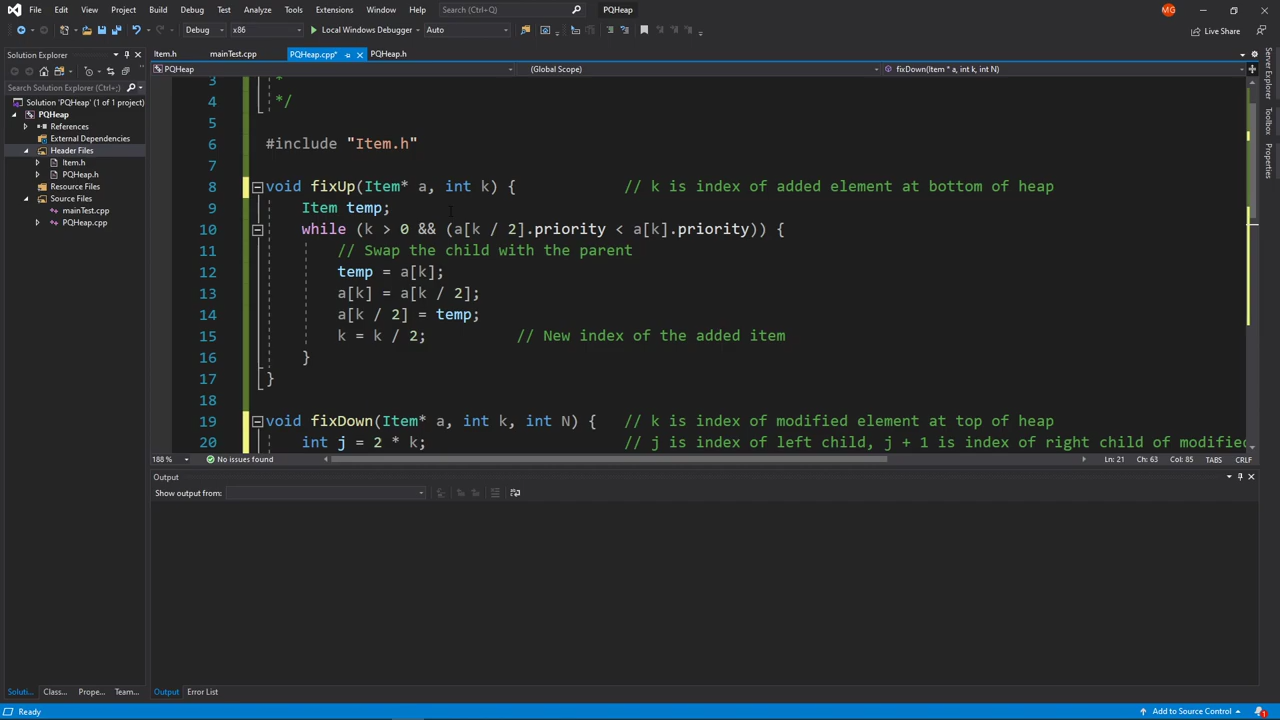 File Edit View Project Build Debug Test Analyze Tools Extensions Window Help Search (Ctrl+Q) PQHeap MG
Debug x86 Local Windows Debugger Auto Live Share
Solution Explorer Item.h mainTest.cpp PQHeap.cpp* PQHeap.h
PQHeap (Global Scope) fixDown(Item * a, int k, int N)
Search Solution Explorer (Ctrl+;)
Solution 'PQHeap' (1 of 1 project)
PQHeap
References
External Dependencies
Header Files
Item.h
PQHeap.h
Resource Files
Source Files
mainTest.cpp
PQHeap.cpp
3 *
4 */
5
6 #include "Item.h"
7
8 void fixUp(Item* a, int k) { // k is index of added element at bottom of heap
9 Item temp;
10 while (k > 0 && (a[k / 2].priority < a[k].priority)) {
11 // Swap the child with the parent
12 temp = a[k];
13 a[k] = a[k / 2];
14 a[k / 2] = temp;
15 k = k / 2; // New index of the added item
16 }
17 }
18
19 void fixDown(Item* a, int k, int N) { // k is index of modified element at top of heap
20 int j = 2 * k; // j is index of left child, j + 1 is index of right child of modified
188 % No issues found Ln: 21 Ch: 63 Col: 85 TABS CRLF
Output
Show output from:
Soluti... Class... Prope... Team... Output Error List
Ready Add to Source Control 1
Server Explorer
Toolbox
Properties